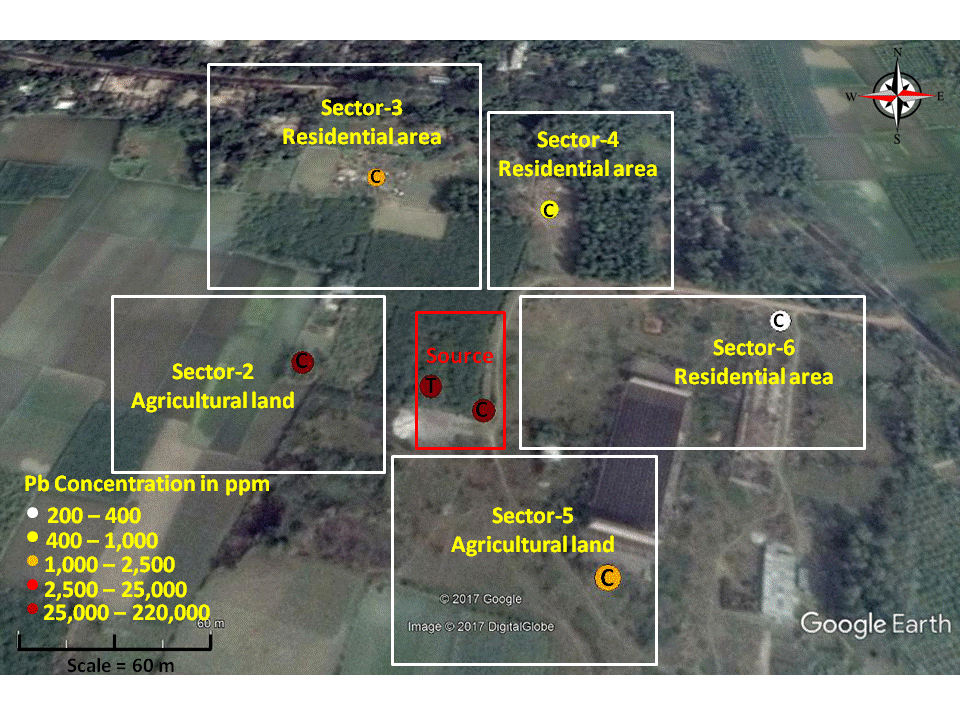 N
W E
S
Sector-3
Residential area
C
Sector-4
Residential area
C
Sector-2
Agricultural land
C
Source
T
C
C
Sector-6
Residential area
Sector-5
Agricultural land
C
Pb Concentration in ppm
200 – 400
400 – 1,000
1,000 – 2,500
2,500 – 25,000
25,000 – 220,000
60 m
Scale = 60 m
© 2017 Google
Image © 2017 DigitalGlobe
Google Earth